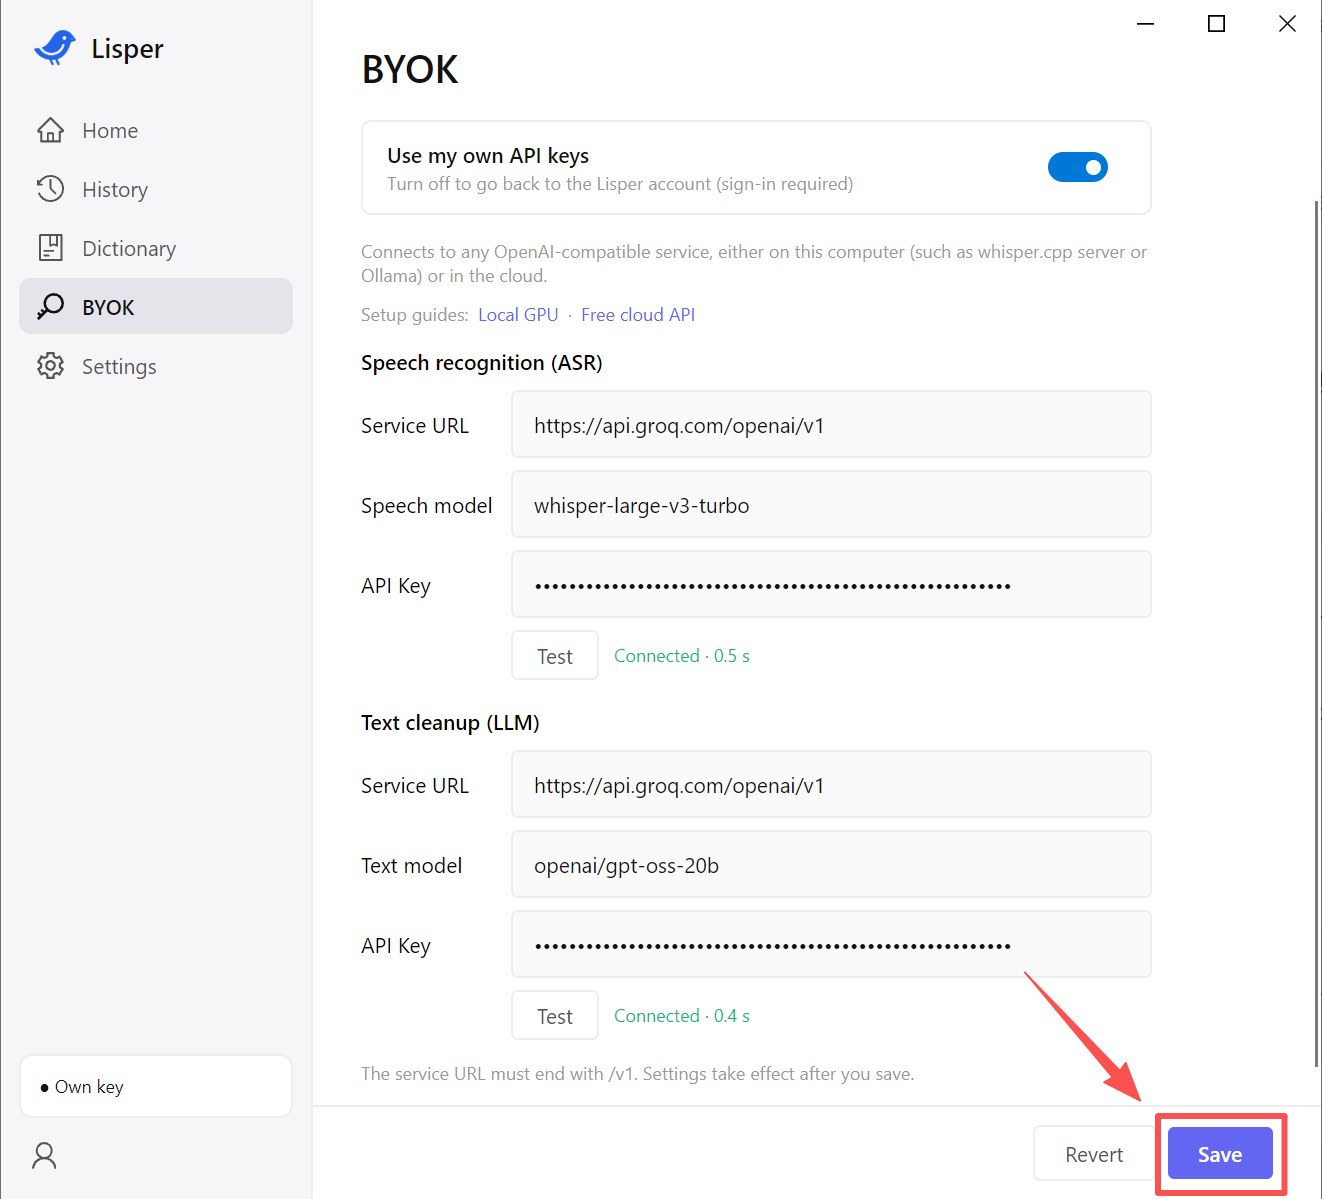 Lisper
Home
History
Dictionary
BYOK
Settings
Own key
BYOK
Use my own API keys
Turn off to go back to the Lisper account (sign-in required)
Connects to any OpenAI-compatible service, either on this computer (such as whisper.cpp server or
Ollama) or in the cloud.
Setup guides: Local GPU · Free cloud API
Speech recognition (ASR)
Service URL https://api.groq.com/openai/v1
Speech model whisper-large-v3-turbo
API Key
Test Connected · 0.5 s
Text cleanup (LLM)
Service URL https://api.groq.com/openai/v1
Text model openai/gpt-oss-20b
API Key
Test Connected · 0.4 s
The service URL must end with /v1. Settings take effect after you save.
Revert Save